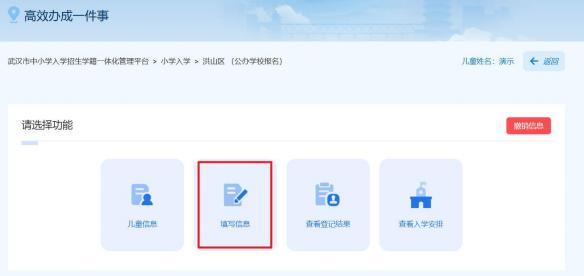 高效办成一件事
武汉市中小学入学招生学籍一体化管理平台 > 小学入学 > 洪山区 (公办学校报名) 儿童姓名：演示 ← 返回
请选择功能 撤销信息
儿童信息 填写信息 查看登记结果 查看入学安排